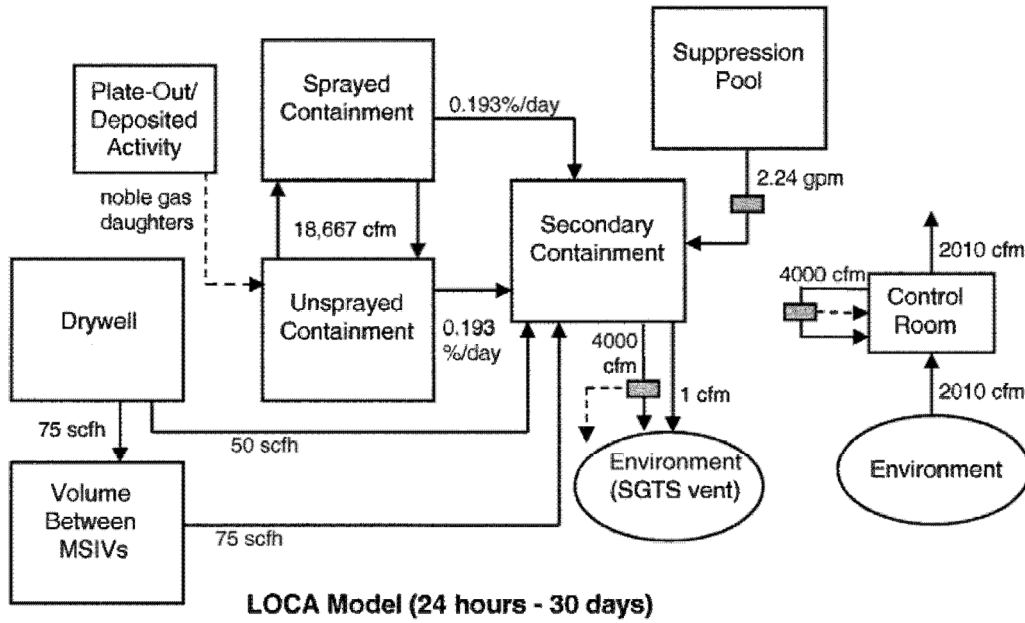 Plate-Out/
Deposited
Activity
noble gas
daughters
Sprayed
Containment
0.193%/day
Suppression
Pool
2.24 gpm
18,667 cfm
Unsprayed
Containment
0.193
%/day
Secondary
Containment
Drywell
75 scfh
50 scfh
Volume
Between
MSIVs
75 scfh
4000
cfm
1 cfm
Environment
(SGTS vent)
2010 cfm
4000 cfm
Control
Room
2010 cfm
Environment
LOCA Model (24 hours - 30 days)